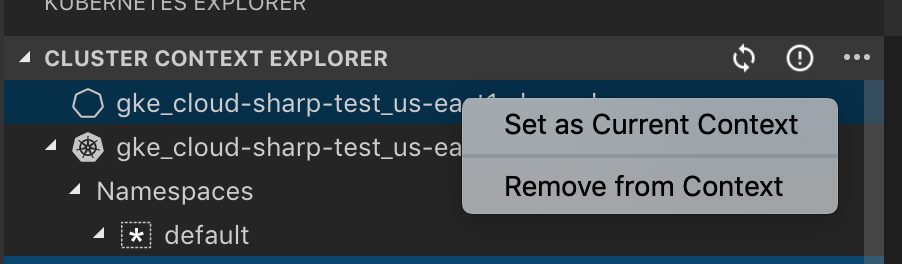 KUBERNETES EXPLORER
CLUSTER CONTEXT EXPLORER
gke_cloud-sharp-test_us-east1
Set as Current Context
gke_cloud-sharp-test_us-ea
Remove from Context
Namespaces
default